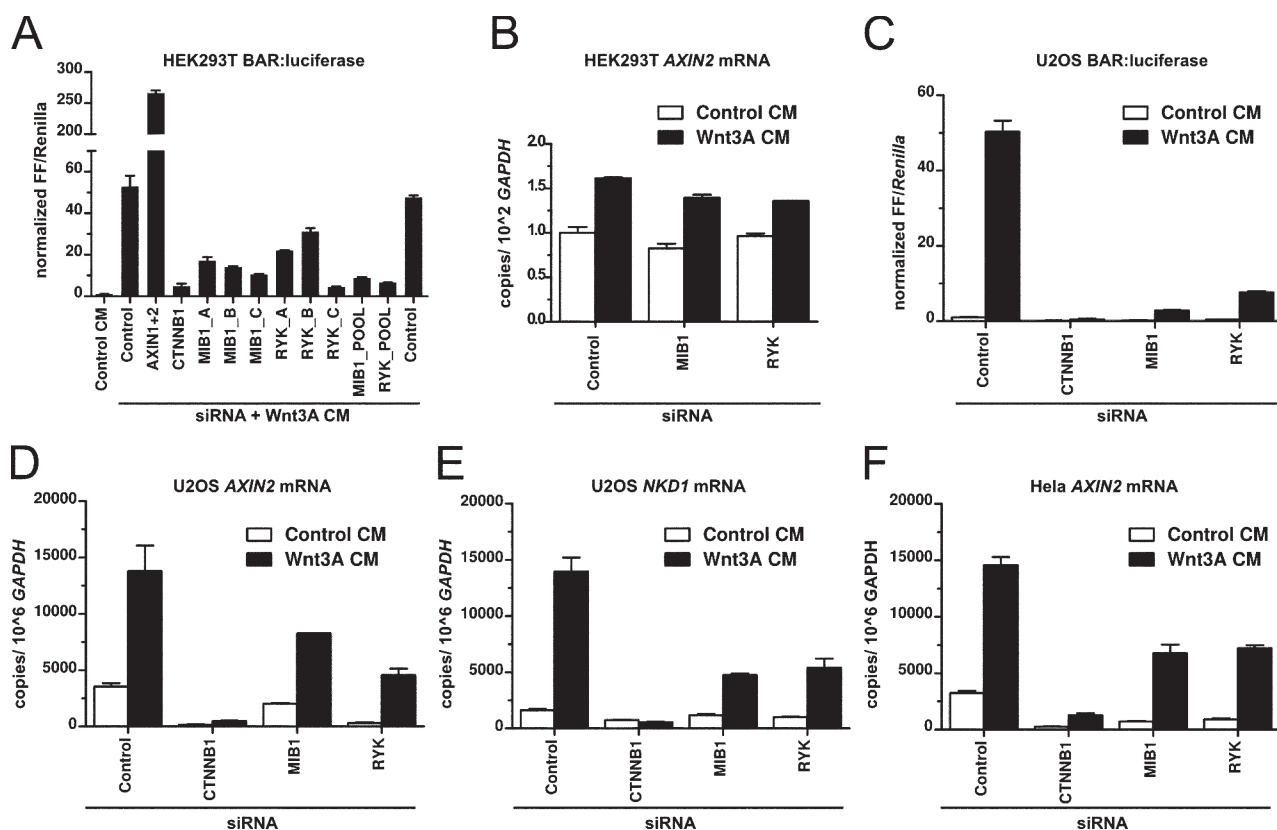 A
HEK293T BAR:luciferase
normalized FF/Renilla
300
250
200
60
40
20
0
Control CM
Control
AXIN1+2
CTNNB1
MIB1_A
MIB1_B
MIB1_C
RYK_A
RYK_B
RYK_C
MIB1_POOL
RYK_POOL
Control
siRNA + Wnt3A CM
B
HEK293T AXIN2 mRNA
Control CM
Wnt3A CM
copies/ 10^2 GAPDH
2.0
1.5
1.0
0.5
0.0
Control
MIB1
RYK
siRNA
C
U2OS BAR:luciferase
Control CM
Wnt3A CM
normalized FF/Renilla
60
40
20
0
Control
CTNNB1
MIB1
RYK
siRNA
D
U2OS AXIN2 mRNA
Control CM
Wnt3A CM
copies/ 10^6 GAPDH
20000
15000
10000
5000
0
Control
CTNNB1
MIB1
RYK
siRNA
E
U2OS NKD1 mRNA
Control CM
Wnt3A CM
copies/ 10^6 GAPDH
20000
15000
10000
5000
0
Control
CTNNB1
MIB1
RYK
siRNA
F
Hela AXIN2 mRNA
Control CM
Wnt3A CM
copies/ 10^6 GAPDH
20000
15000
10000
5000
0
Control
CTNNB1
MIB1
RYK
siRNA